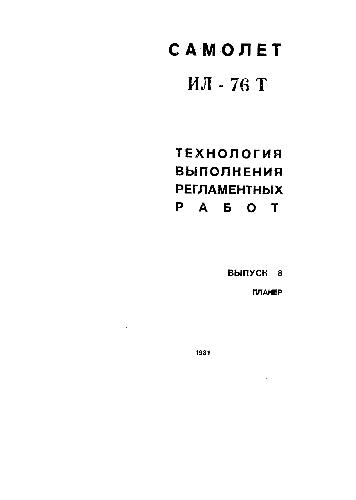 САМОЛЕТ
ИЛ - 76 Т
ТЕХНОЛОГИЯ
ВЫПОЛНЕНИЯ
РЕГЛАМЕНТНЫХ
РАБОТ
ВЫПУСК 8
ПЛАНЕР